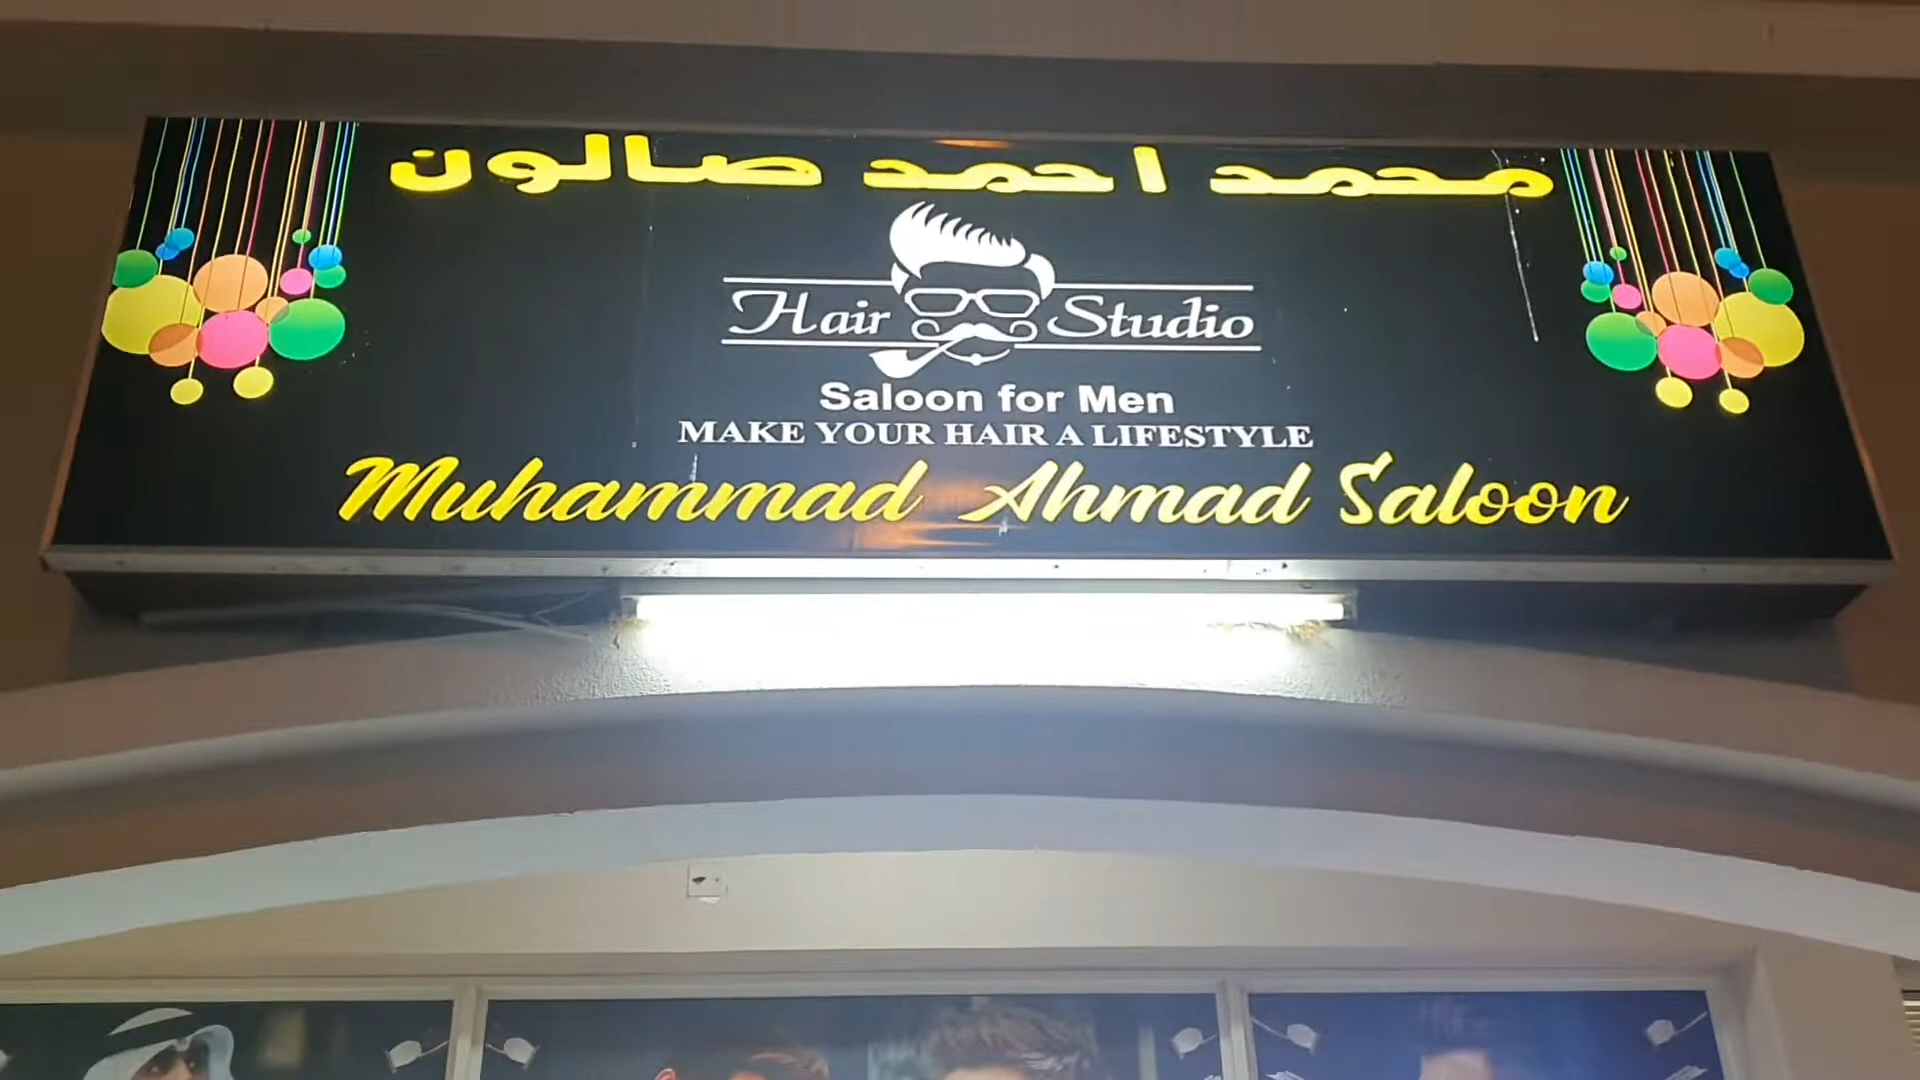 محمد احمد صالون
Hair Studio
Saloon for Men
MAKE YOUR HAIR A LIFESTYLE
Muhammad Ahmad Saloon